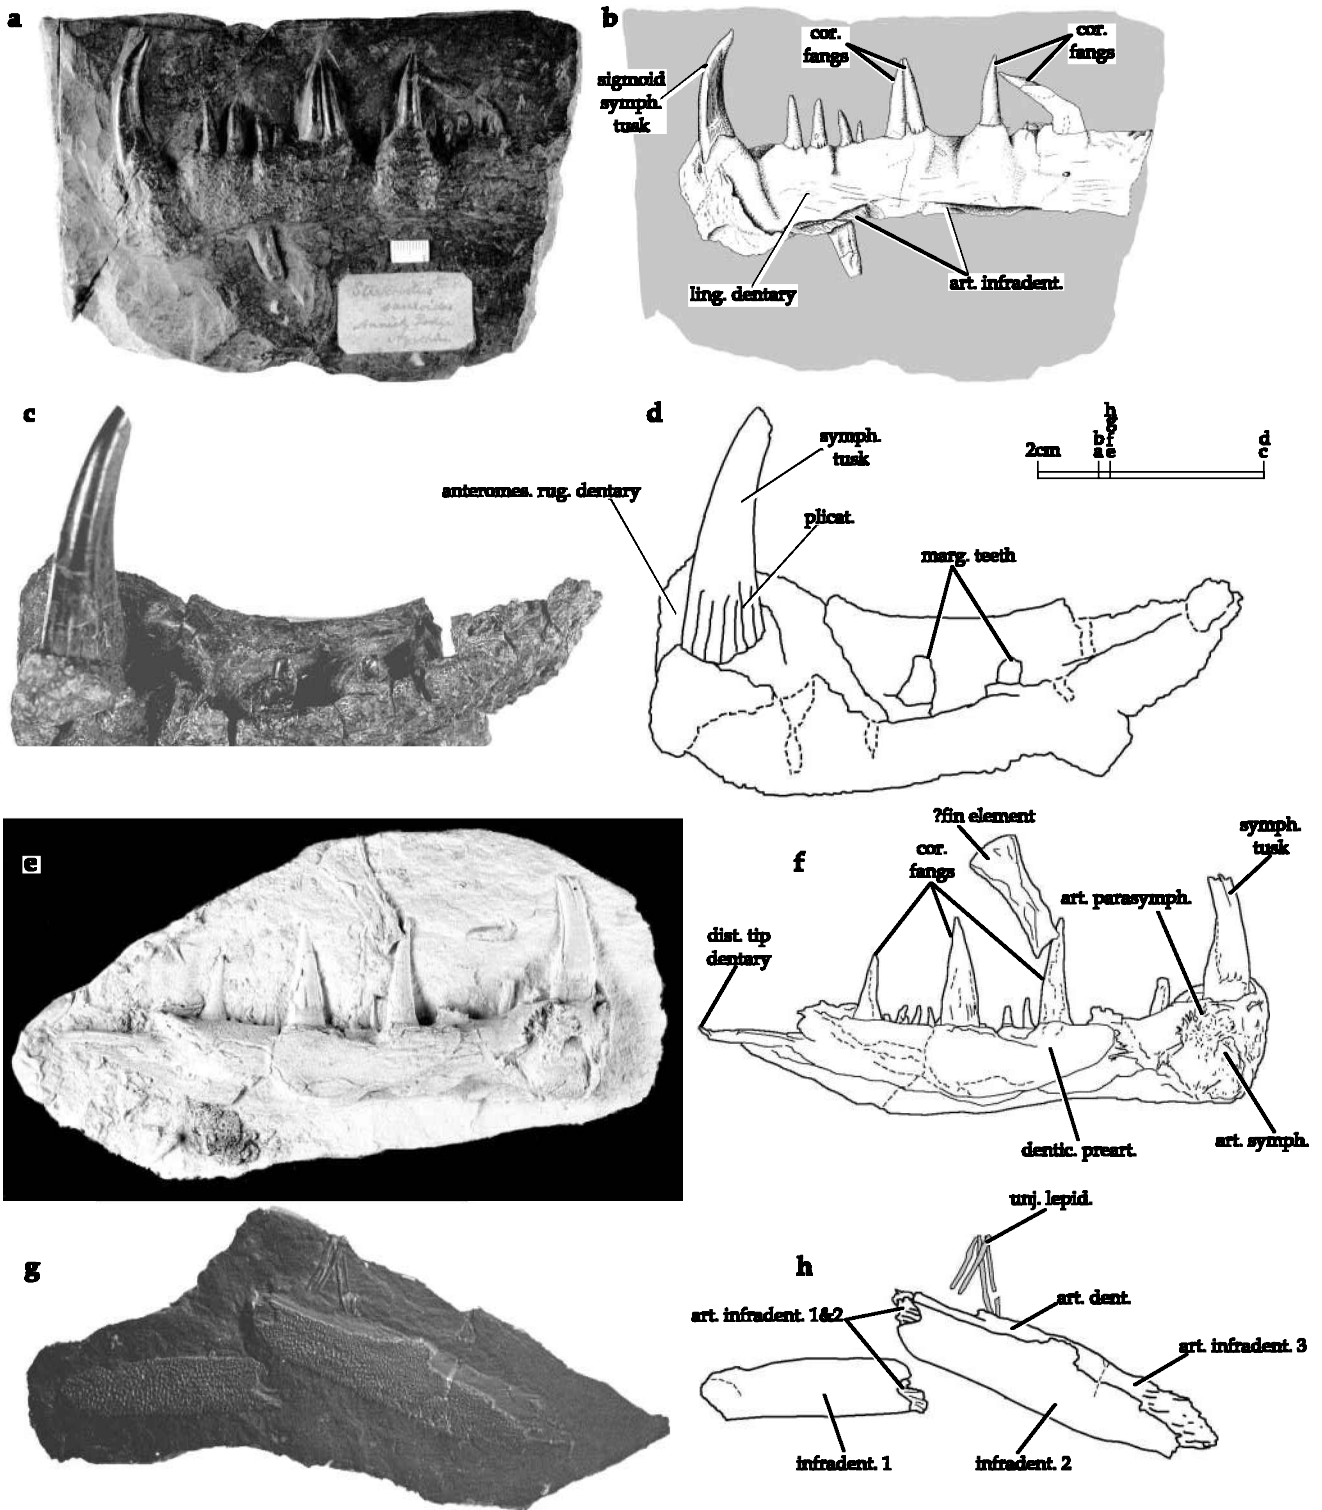 a
b
sigmoid
symph.
tusk
cor.
fangs
cor.
fangs
ling. dentary
art. infradent.
c
d
symph.
tusk
anteromes. rug. dentary
plicat.
marg. teeth
2cm
b
a
h
g
f
e
d
c
e
f
?fin element
cor.
fangs
symph.
tusk
art. parasymph.
dist. tip
dentary
dentic. preart.
art. symph.
g
h
unj. lepid.
art. infradent. 1&2
art. dent.
art. infradent. 3
infradent. 1
infradent. 2